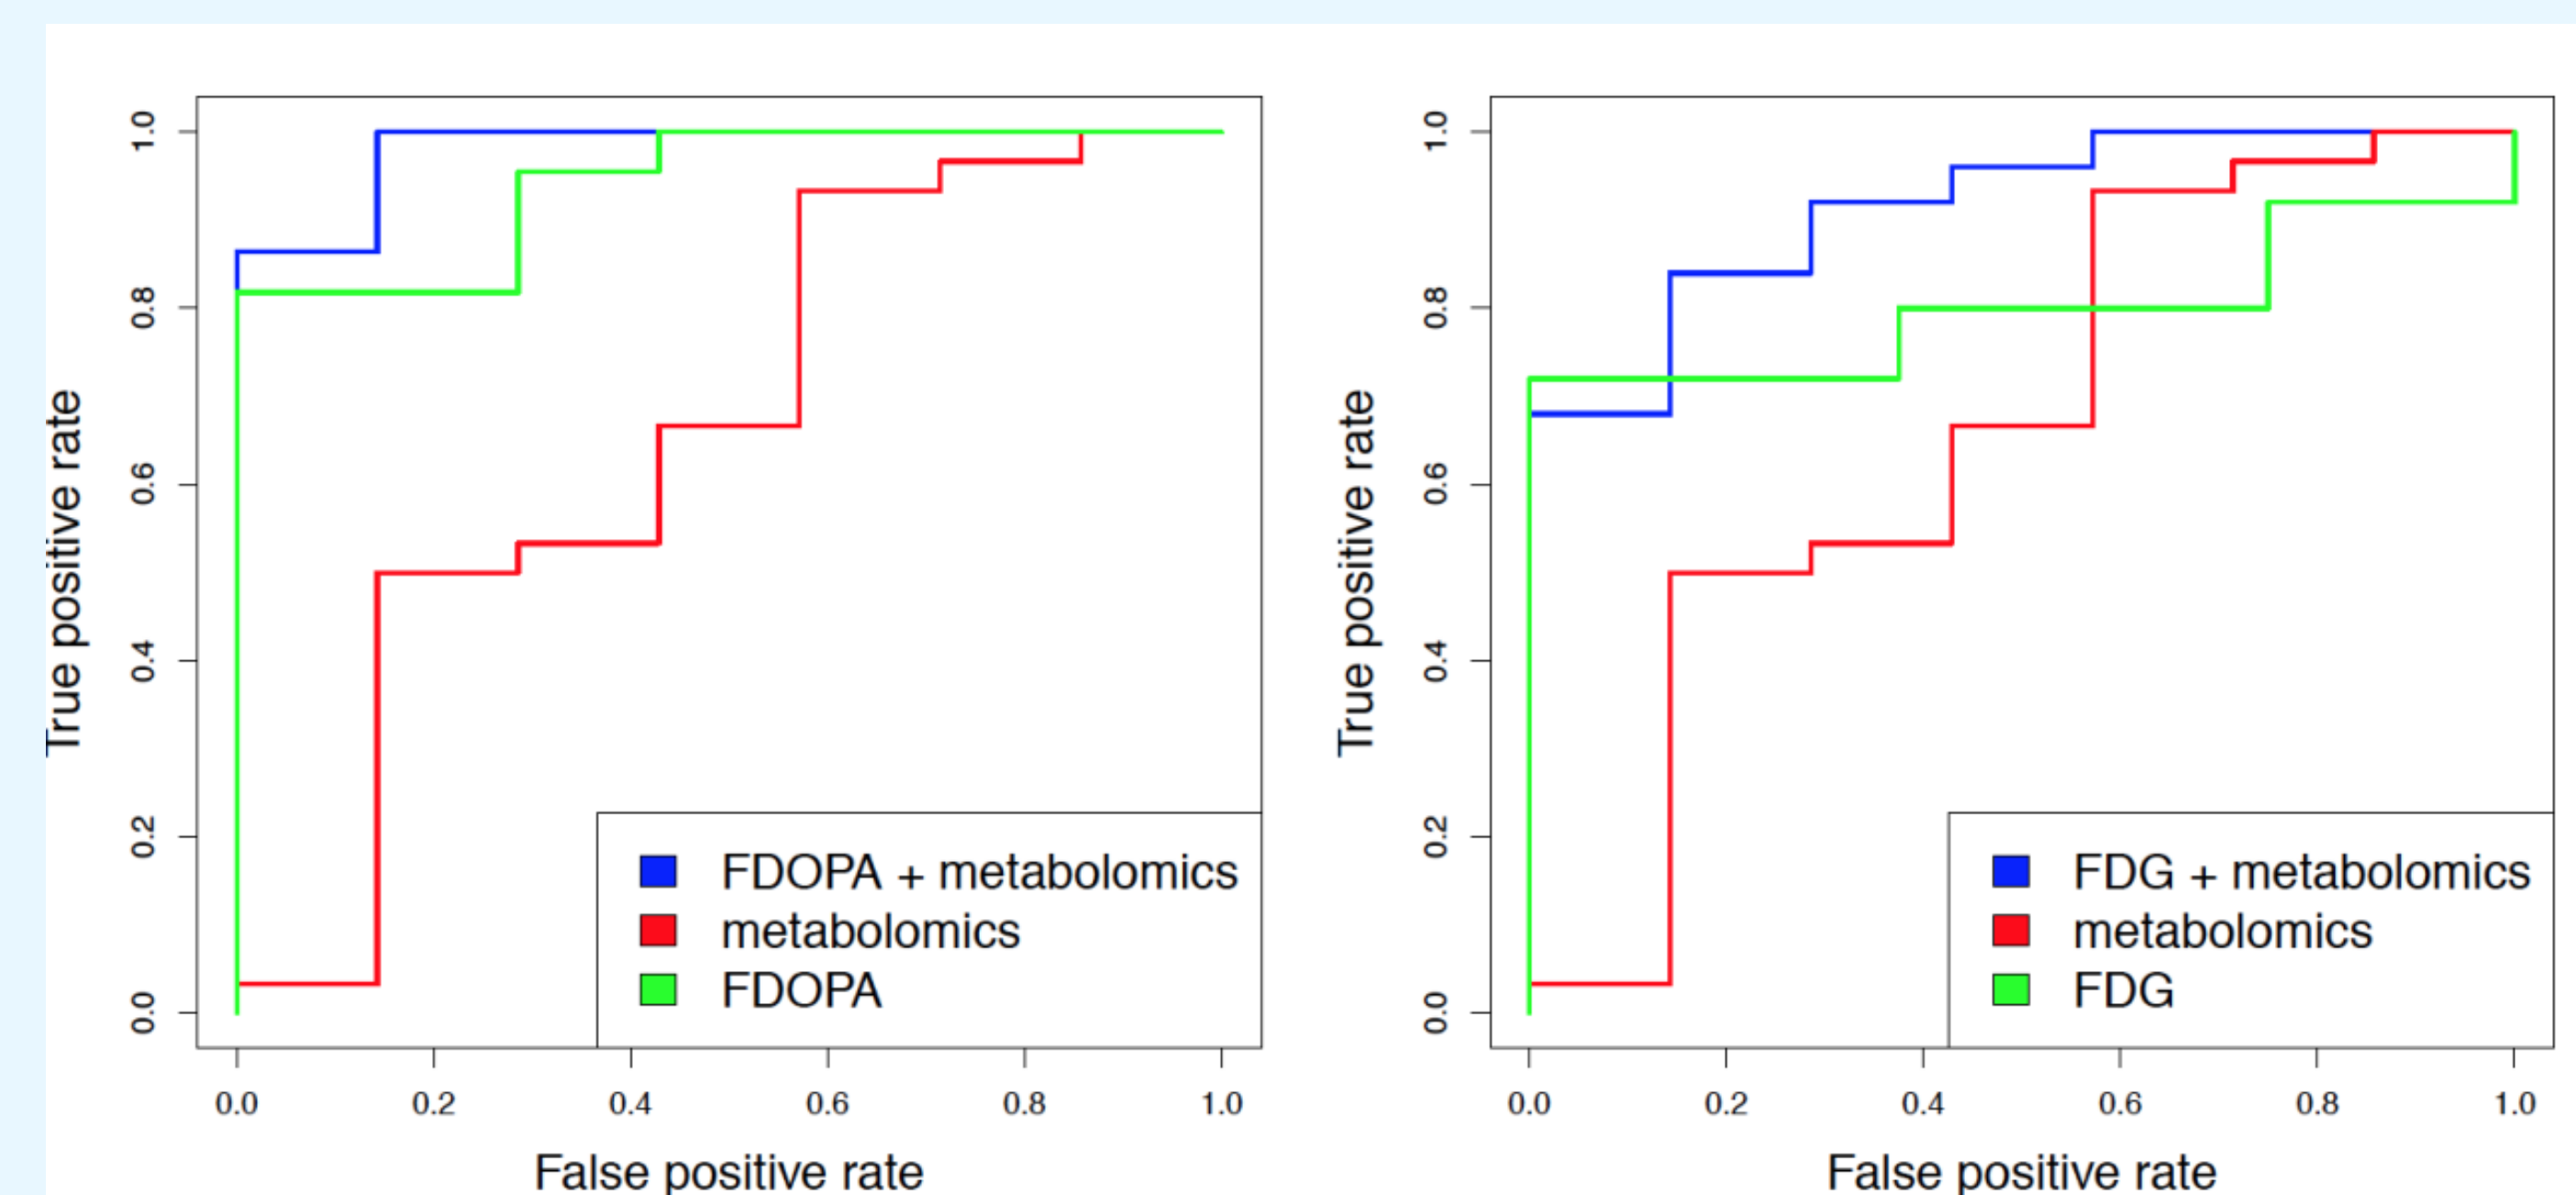 True positive rate
1.0
0.8
0.6
0.4
0.2
0.0
FDOPA + metabolomics
metabolomics
FDOPA
0.0 0.2 0.4 0.6 0.8 1.0
False positive rate
True positive rate
1.0
0.8
0.6
0.4
0.2
0.0
FDG + metabolomics
metabolomics
FDG
0.0 0.2 0.4 0.6 0.8 1.0
False positive rate